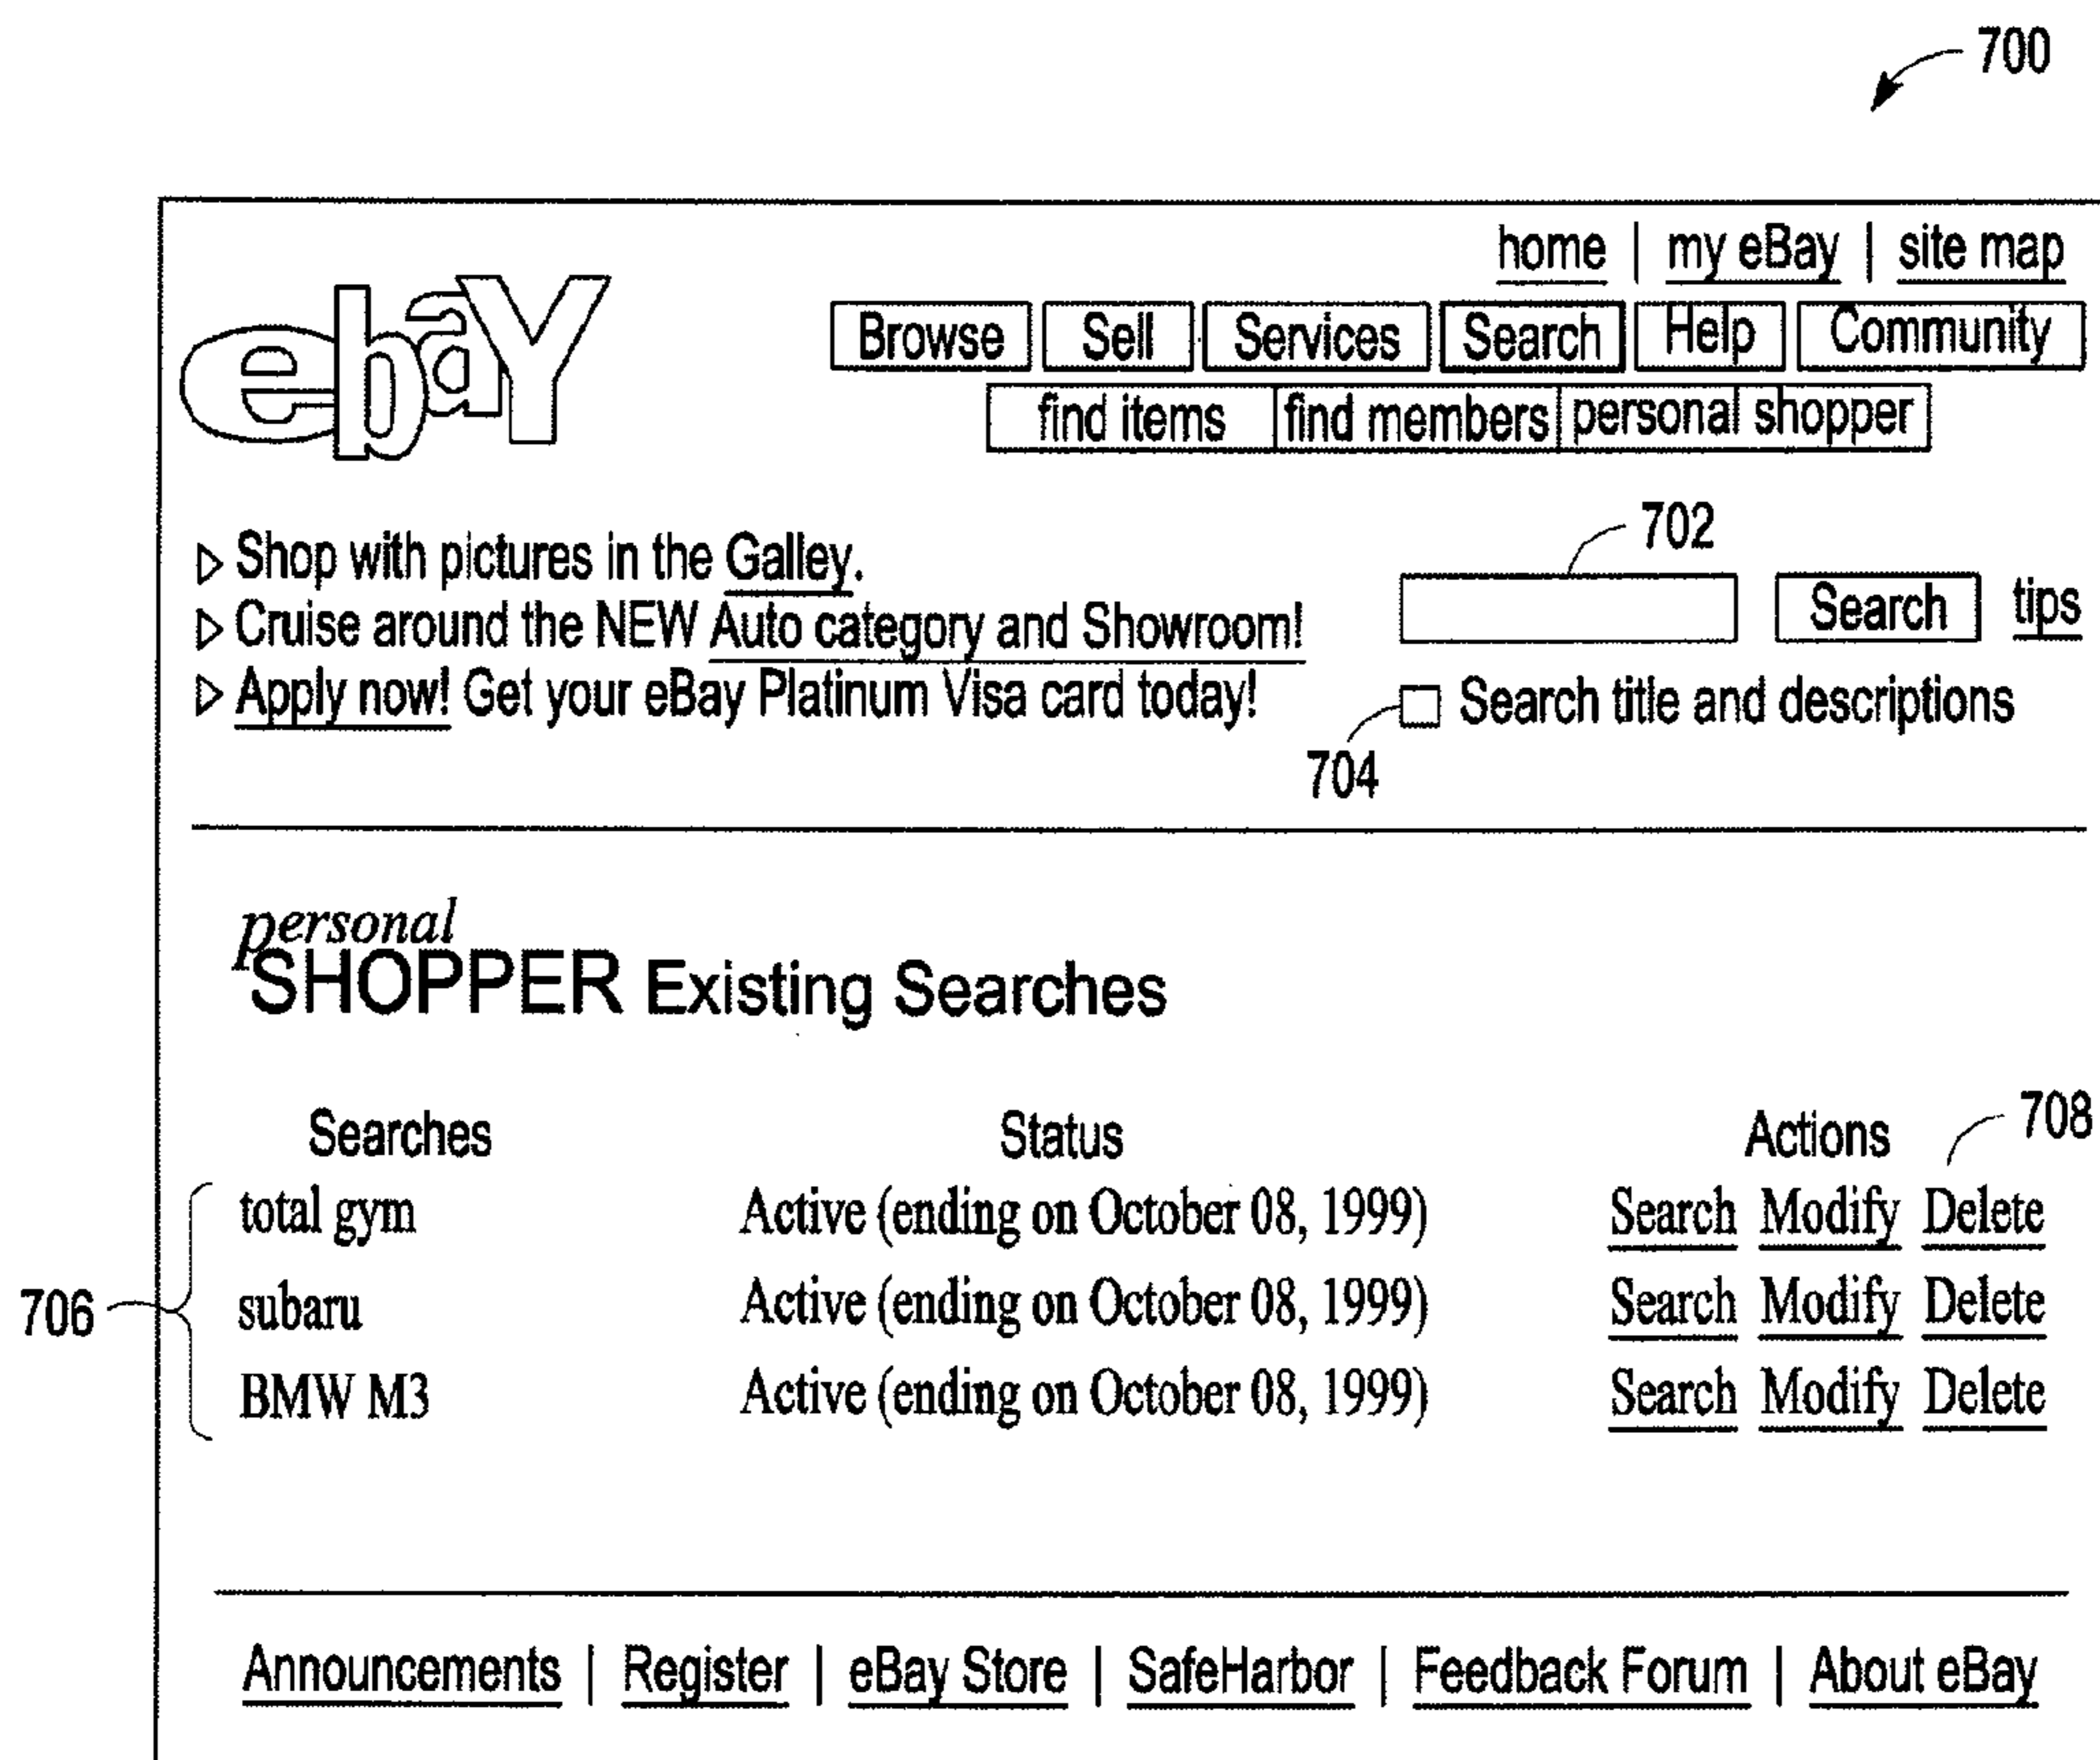 700
home | my eBay | site map
ebaY
Browse Sell Services Search Help Community
find items find members personal shopper
702
Shop with pictures in the Galley.
Cruise around the NEW Auto category and Showroom!
Apply now! Get your eBay Platinum Visa card today!
Search tips
Search title and descriptions
704
personal
SHOPPER Existing Searches
Searches Status Actions 708
total gym Active (ending on October 08, 1999) Search Modify Delete
706 subaru Active (ending on October 08, 1999) Search Modify Delete
BMW M3 Active (ending on October 08, 1999) Search Modify Delete
Announcements | Register | eBay Store | SafeHarbor | Feedback Forum | About eBay